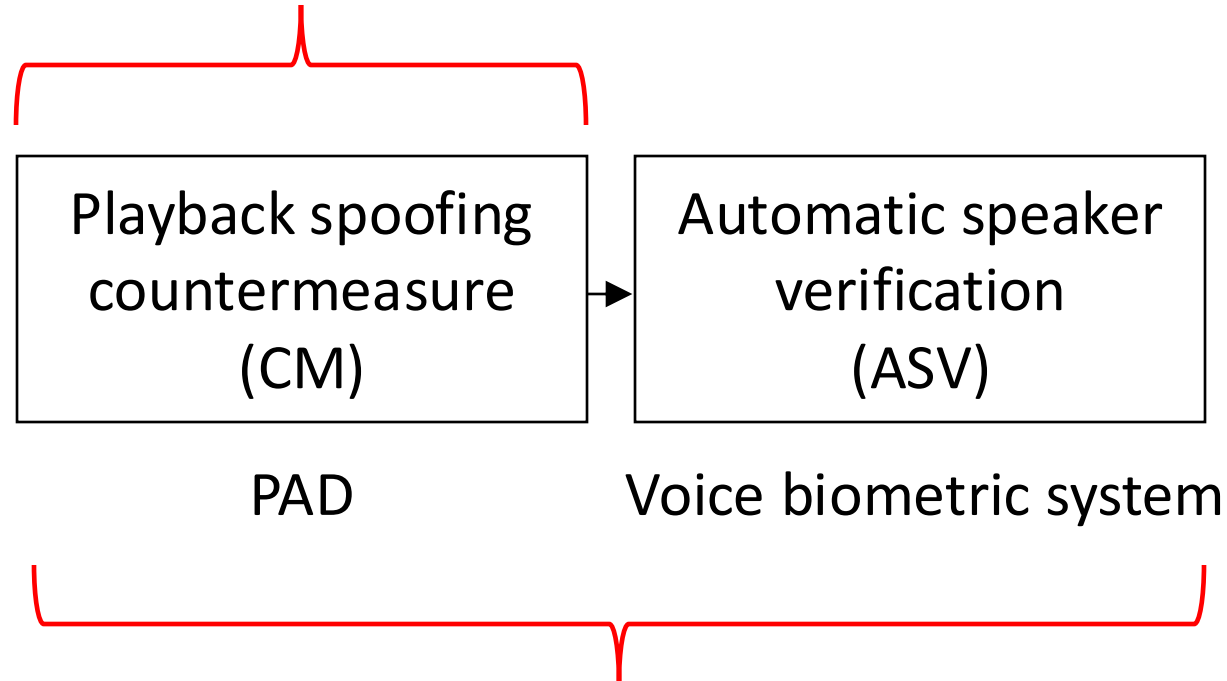 Playback spoofing
countermeasure
(CM)
Automatic speaker
verification
(ASV)
PAD
Voice biometric system